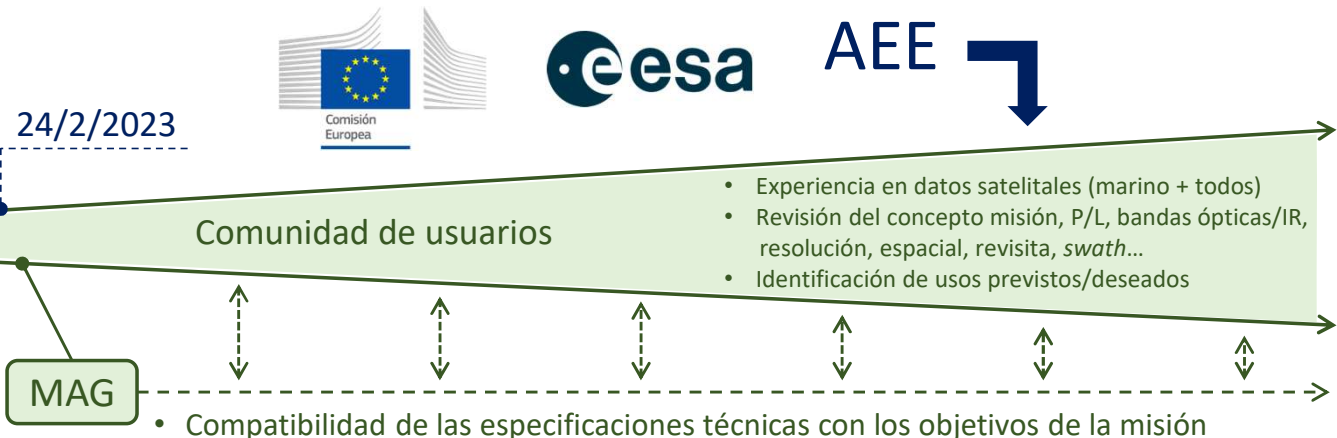 AEE
esa
Comisión
Europea
24/2/2023
• Experiencia en datos satelitales (marino + todos)
• Revisión del concepto misión, P/L, bandas ópticas/IR,
resolución, espacial, revisita, swath…
• Identificación de usos previstos/deseados
Comunidad de usuarios
MAG
• Compatibilidad de las especificaciones técnicas con los objetivos de la misión